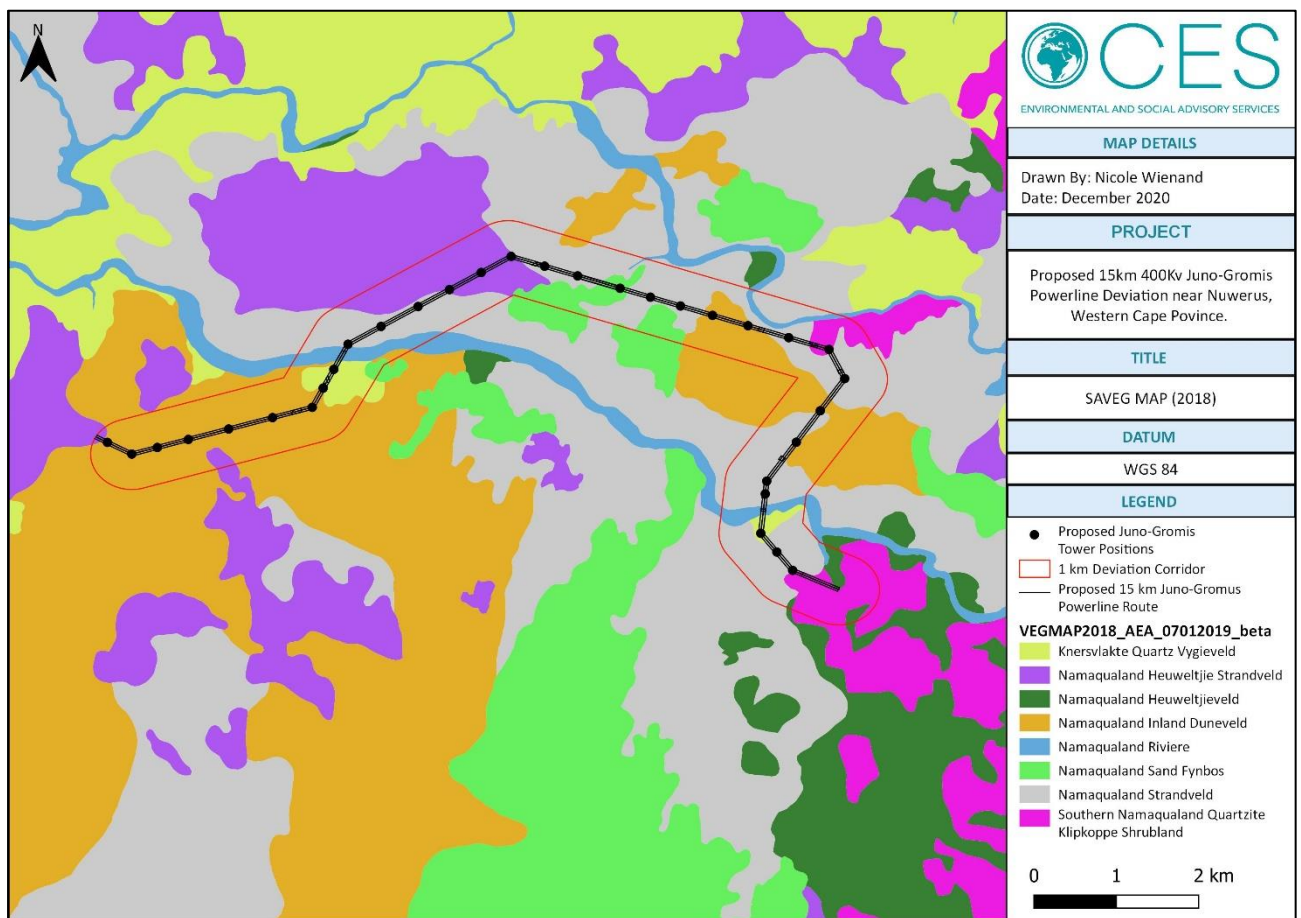 N
CES
ENVIRONMENTAL AND SOCIAL ADVISORY SERVICES
MAP DETAILS
Drawn By: Nicole Wienand
Date: December 2020
PROJECT
Proposed 15km 400Kv Juno-Gromis
Powerline Deviation near Nuwerus,
Western Cape Povince.
TITLE
SAVEG MAP (2018)
DATUM
WGS 84
LEGEND
Proposed Juno-Gromis
Tower Positions
1 km Deviation Corridor
Proposed 15 km Juno-Gromus
Powerline Route
VEGMAP2018_AEA_07012019_beta
Knersvlakte Quartz Vygieveld
Namaqualand Heuweltjie Strandveld
Namaqualand Heuweltjieveld
Namaqualand Inland Duneveld
Namaqualand Riviere
Namaqualand Sand Fynbos
Namaqualand Strandveld
Southern Namaqualand Quartzite
Klipkoppe Shrubland
0 1 2 km